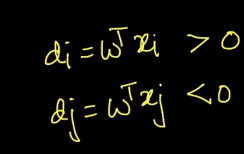 di = wᵀxi > 0
dj = wᵀxj < 0